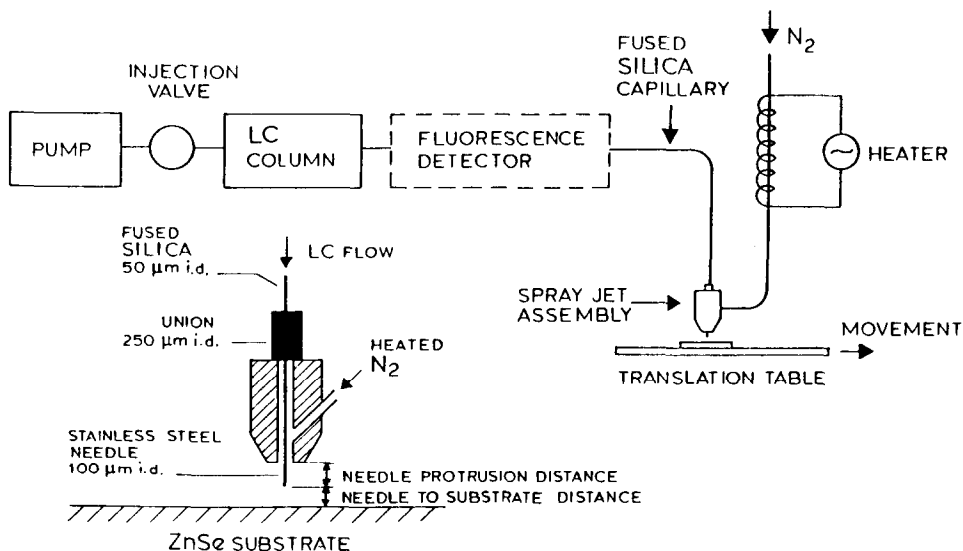 N2
FUSED
SILICA
CAPILLARY
INJECTION
VALVE
PUMP
LC
COLUMN
FLUORESCENCE
DETECTOR
HEATER
FUSED
SILICA
50 µm i.d.
LC FLOW
UNION
250 µm i.d.
HEATED
N2
SPRAY JET
ASSEMBLY
MOVEMENT
TRANSLATION TABLE
STAINLESS STEEL
NEEDLE
100 µm i.d.
NEEDLE PROTRUSION DISTANCE
NEEDLE TO SUBSTRATE DISTANCE
ZnSe SUBSTRATE